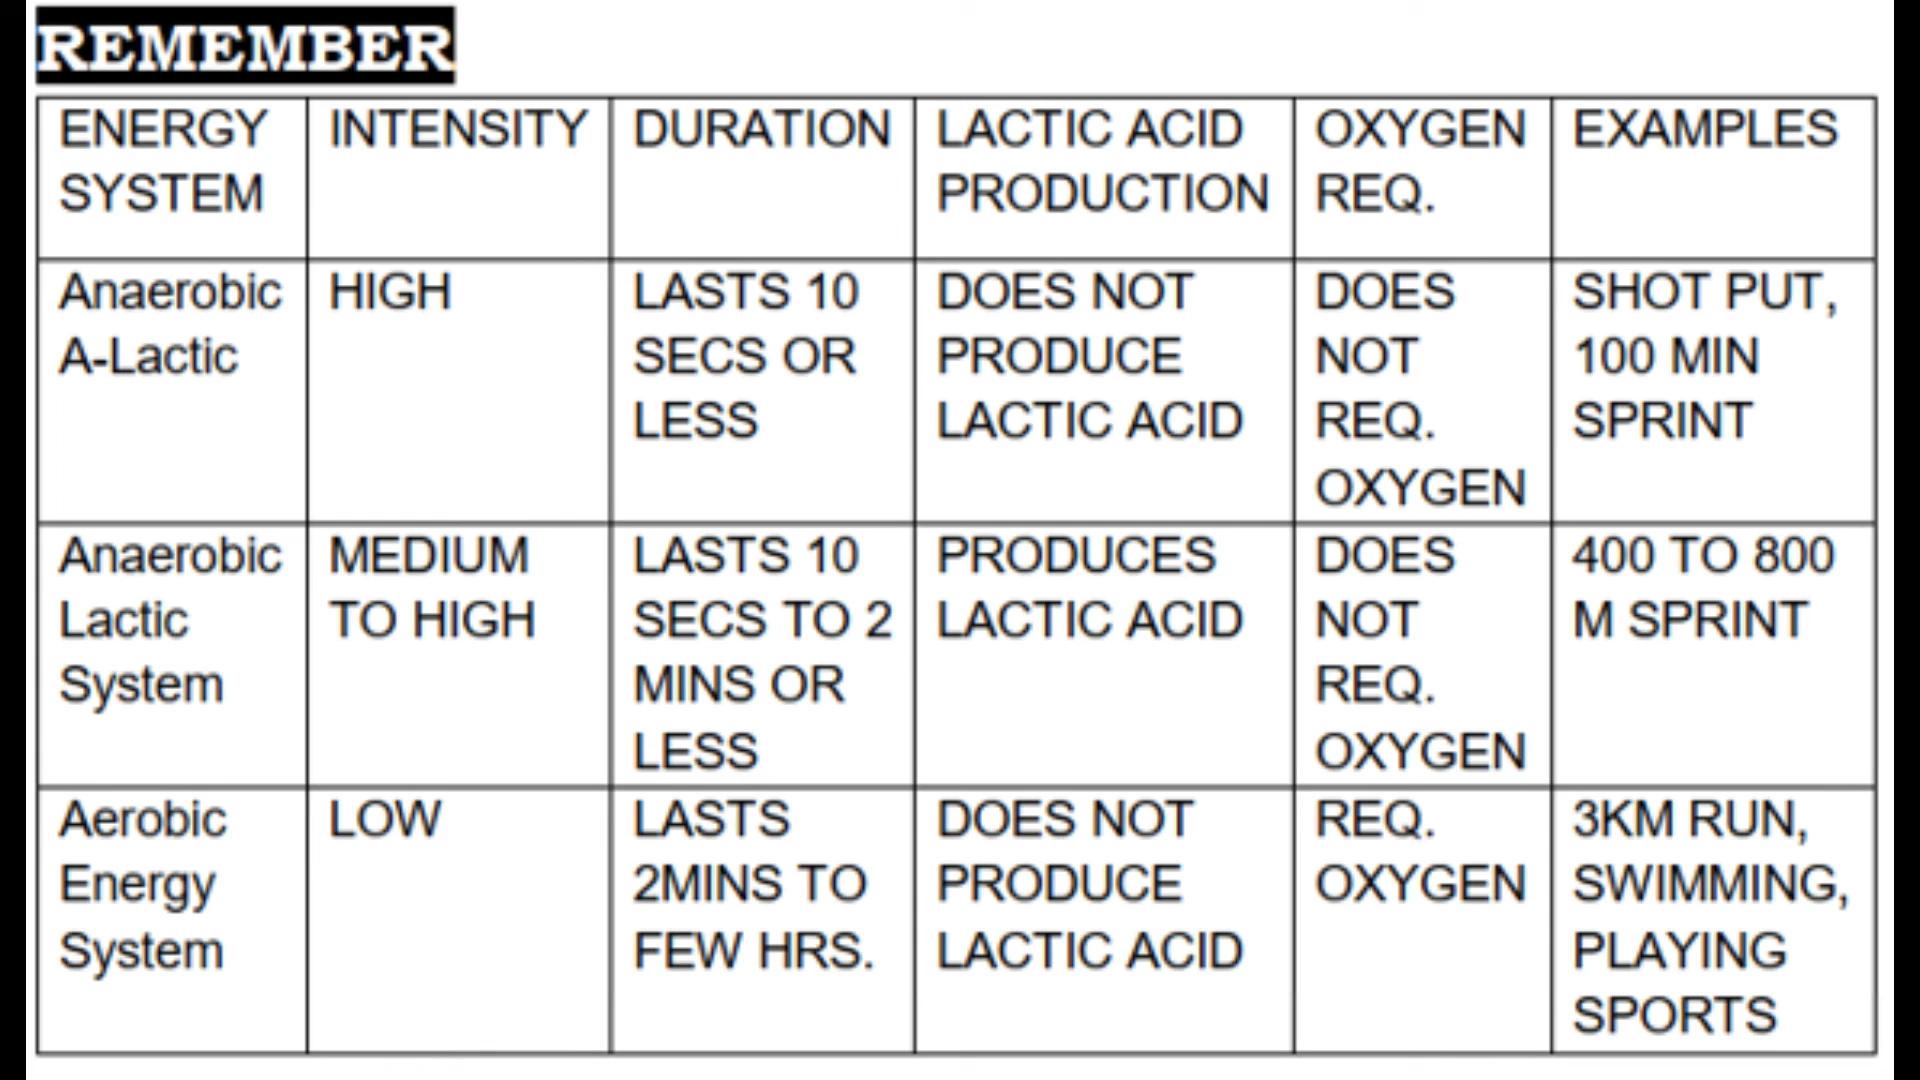 REMEMBER
ENERGY
SYSTEM
INTENSITY
DURATION
LACTIC ACID
PRODUCTION
OXYGEN
REQ.
EXAMPLES
Anaerobic
A-Lactic
HIGH
LASTS 10
SECS OR
LESS
DOES NOT
PRODUCE
LACTIC ACID
DOES
NOT
REQ.
OXYGEN
SHOT PUT,
100 MIN
SPRINT
Anaerobic
Lactic
System
MEDIUM
TO HIGH
LASTS 10
SECS TO 2
MINS OR
LESS
PRODUCES
LACTIC ACID
DOES
NOT
REQ.
OXYGEN
400 TO 800
M SPRINT
Aerobic
Energy
System
LOW
LASTS
2MINS TO
FEW HRS.
DOES NOT
PRODUCE
LACTIC ACID
REQ.
OXYGEN
3KM RUN,
SWIMMING,
PLAYING
SPORTS